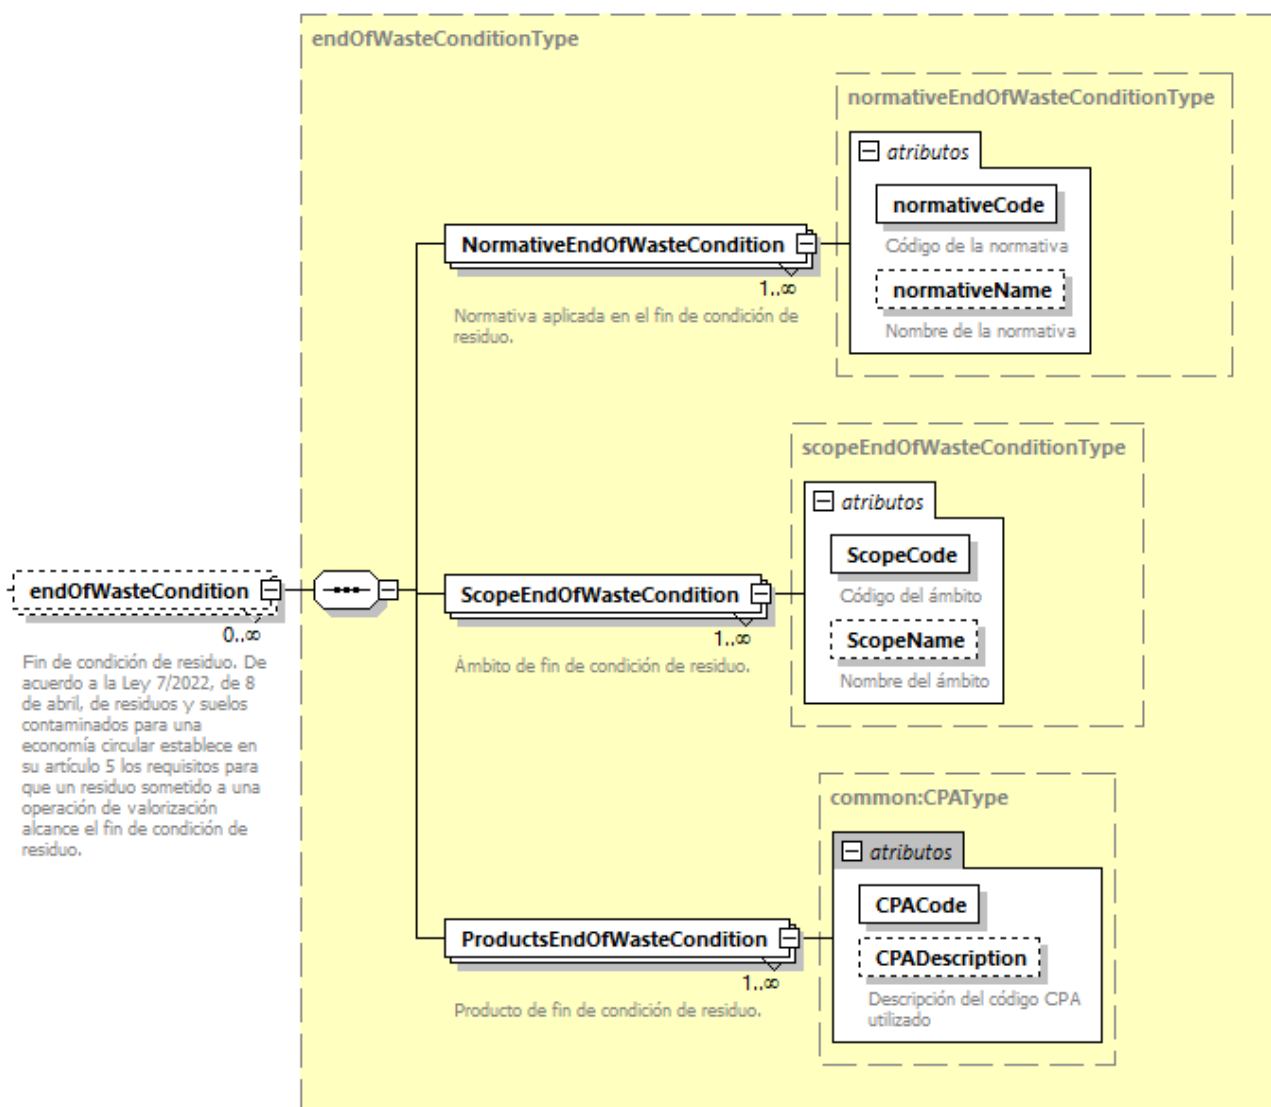 endOfWasteConditionType
normativeEndOfWasteConditionType
atributos
normativeCode
Código de la normativa
normativeName
Nombre de la normativa
NormativeEndOfWasteCondition
1..∞
Normativa aplicada en el fin de condición de
residuo.
scopeEndOfWasteConditionType
atributos
ScopeCode
Código del ámbito
ScopeName
Nombre del ámbito
ScopeEndOfWasteCondition
1..∞
Ámbito de fin de condición de residuo.
endOfWasteCondition
0..∞
Fin de condición de residuo. De
acuerdo a la Ley 7/2022, de 8
de abril, de residuos y suelos
contaminados para una
economía circular establece en
su artículo 5 los requisitos para
que un residuo sometido a una
operación de valorización
alcance el fin de condición de
residuo.
common:CPAType
atributos
CPACode
CPADescription
Descripción del código CPA
utilizado
ProductsEndOfWasteCondition
1..∞
Producto de fin de condición de residuo.